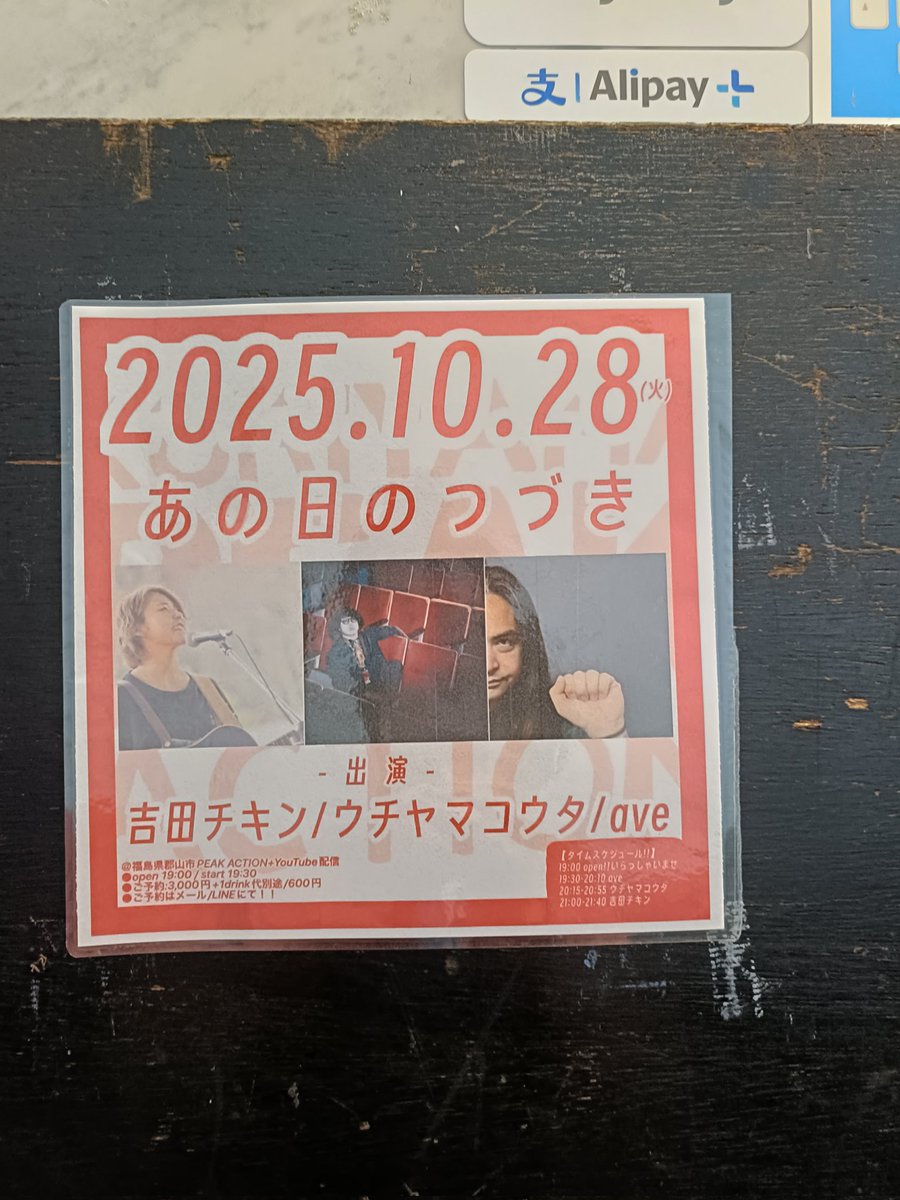 支 Alipay+
2025.10.28(火)
あの日のつづき
- 出演 -
吉田チキン/ウチヤマコウタ/ave
@福島県郡山市 PEAK ACTION+YouTube配信
●open 19:00 / start 19:30
●ご予約:3,000円+1drink代別途/600円
●ご予約はメール/LINEにて!!
【タイムスケジュール!!】
19:00 open!!いらっしゃいませ
19:30-20:10 ave
20:15-20:55 ウチヤマコウタ
21:00-21:40 吉田チキン